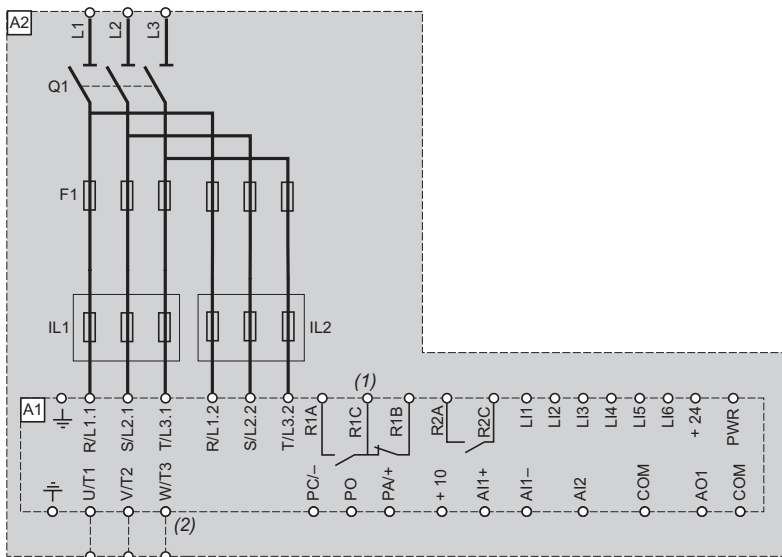 A2
L1 L2 L3
Q1
F1
IL1 IL2
(1)
A1
R/L1.1 S/L2.1 T/L3.1 R/L1.2 S/L2.2 T/L3.2 R1A R1C R1B R2A R2C LI1 LI2 LI3 LI4 LI5 LI6 + 24 PWR
U/T1 V/T2 W/T3 PC/– PO PA/+ + 10 AI1+ AI1– AI2 COM AO1 COM
(2)